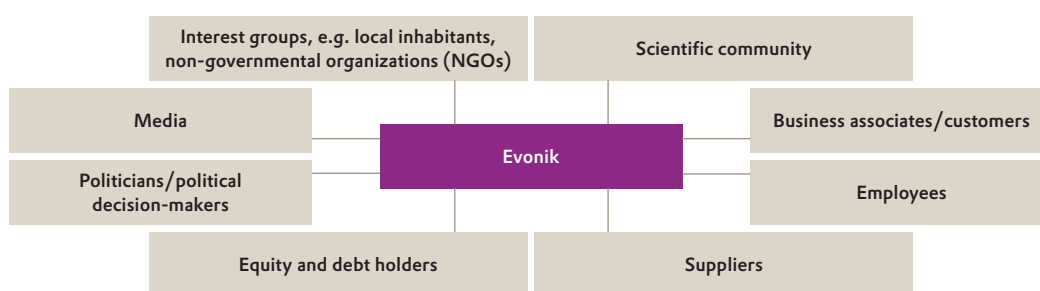 Interest groups, e.g. local inhabitants,
non-governmental organizations (NGOs)
Scientific community
Media
Business associates/customers
Evonik
Politicians/political
decision-makers
Employees
Equity and debt holders
Suppliers